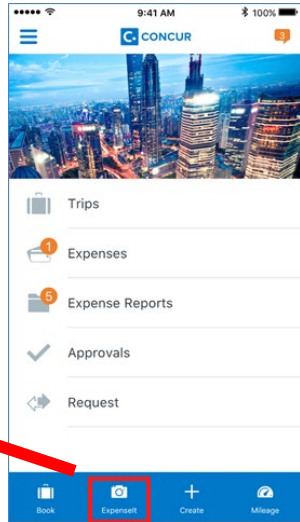 9:41 AM
100%
C. CONCUR
3
Trips
1
Expenses
5
Expense Reports
Approvals
Request
Book
ExpenseIt
Create
Mileage